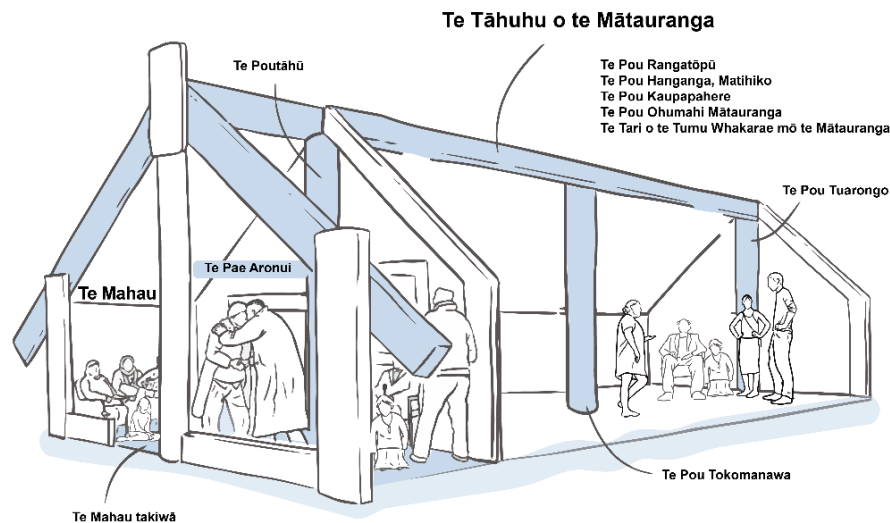 Te Tāhuhu o te Mātauranga
Te Poutāhū
Te Pou Rangatōpū
Te Pou Hanganga, Matihiko
Te Pou Kaupapahere
Te Pou Ohumahi Mātauranga
Te Tari o te Tumu Whakarae mō te Mātauranga
Te Pou Tuarongo
Te Pae Aronui
Te Mahau
Te Pou Tokomanawa
Te Mahau takiwā